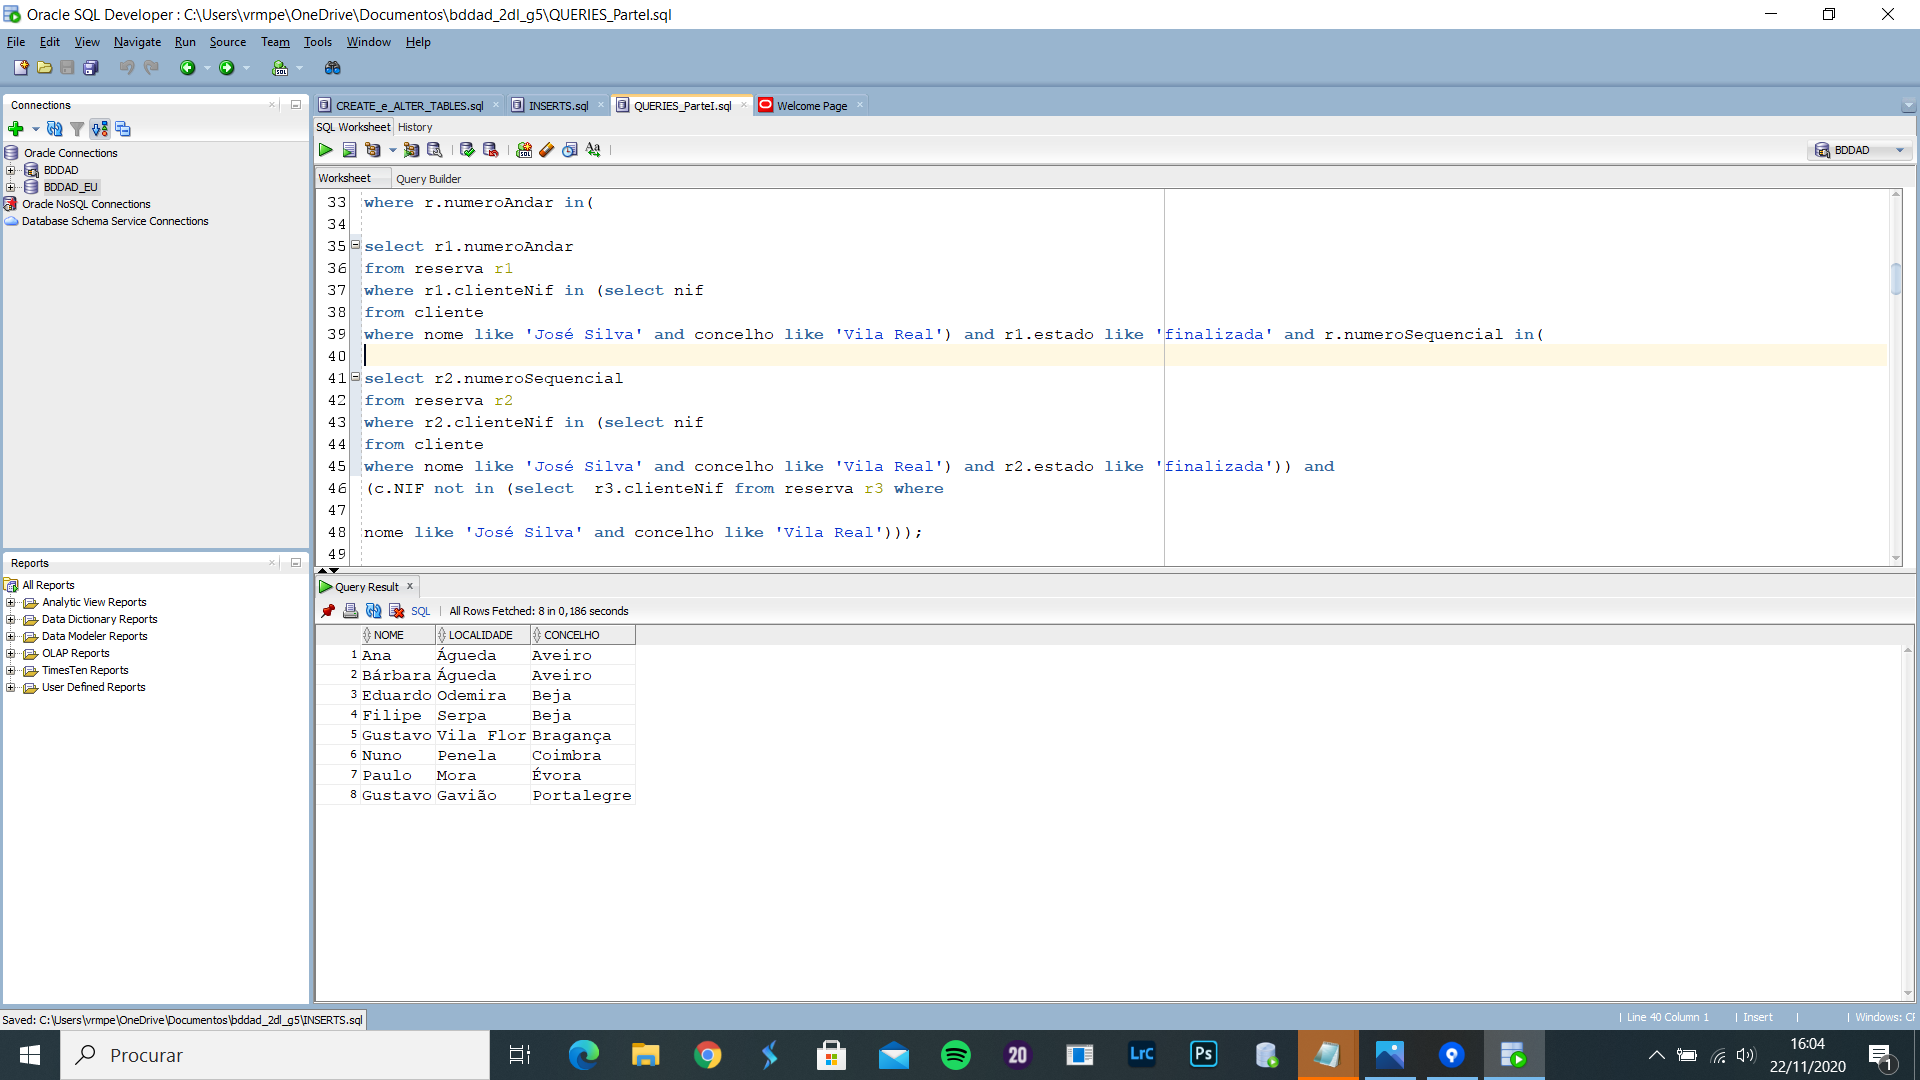 Oracle SQL Developer : C:\Users\vrmpe\OneDrive\Documentos\bddad_2dl_g5\QUERIES_ParteI.sql
File Edit View Navigate Run Source Team Tools Window Help
Connections
Oracle Connections
BDDAD
BDDAD_EU
Oracle NoSQL Connections
Database Schema Service Connections
Reports
All Reports
Analytic View Reports
Data Dictionary Reports
Data Modeler Reports
OLAP Reports
TimesTen Reports
User Defined Reports
CREATE_e_ALTER_TABLES.sql INSERTS.sql QUERIES_ParteI.sql Welcome Page
SQL Worksheet History
BDDAD
Worksheet Query Builder
33 where r.numeroAndar in(
34
35 select r1.numeroAndar
36 from reserva r1
37 where r1.clienteNif in (select nif
38 from cliente
39 where nome like 'José Silva' and concelho like 'Vila Real') and r1.estado like 'finalizada' and r.numeroSequencial in(
40
41 select r2.numeroSequencial
42 from reserva r2
43 where r2.clienteNif in (select nif
44 from cliente
45 where nome like 'José Silva' and concelho like 'Vila Real') and r2.estado like 'finalizada')) and
46 (c.NIF not in (select  r3.clienteNif from reserva r3 where
47
48 nome like 'José Silva' and concelho like 'Vila Real')));
49
Query Result
SQL All Rows Fetched: 8 in 0,186 seconds
NOME LOCALIDADE CONCELHO
1 Ana Águeda Aveiro
2 Bárbara Águeda Aveiro
3 Eduardo Odemira Beja
4 Filipe Serpa Beja
5 Gustavo Vila Flor Bragança
6 Nuno Penela Coimbra
7 Paulo Mora Évora
8 Gustavo Gavião Portalegre
Saved: C:\Users\vrmpe\OneDrive\Documentos\bddad_2dl_g5\INSERTS.sql
Line 40 Column 1 Insert Windows:
Procurar
20
LrC
Ps
16:04
22/11/2020
1